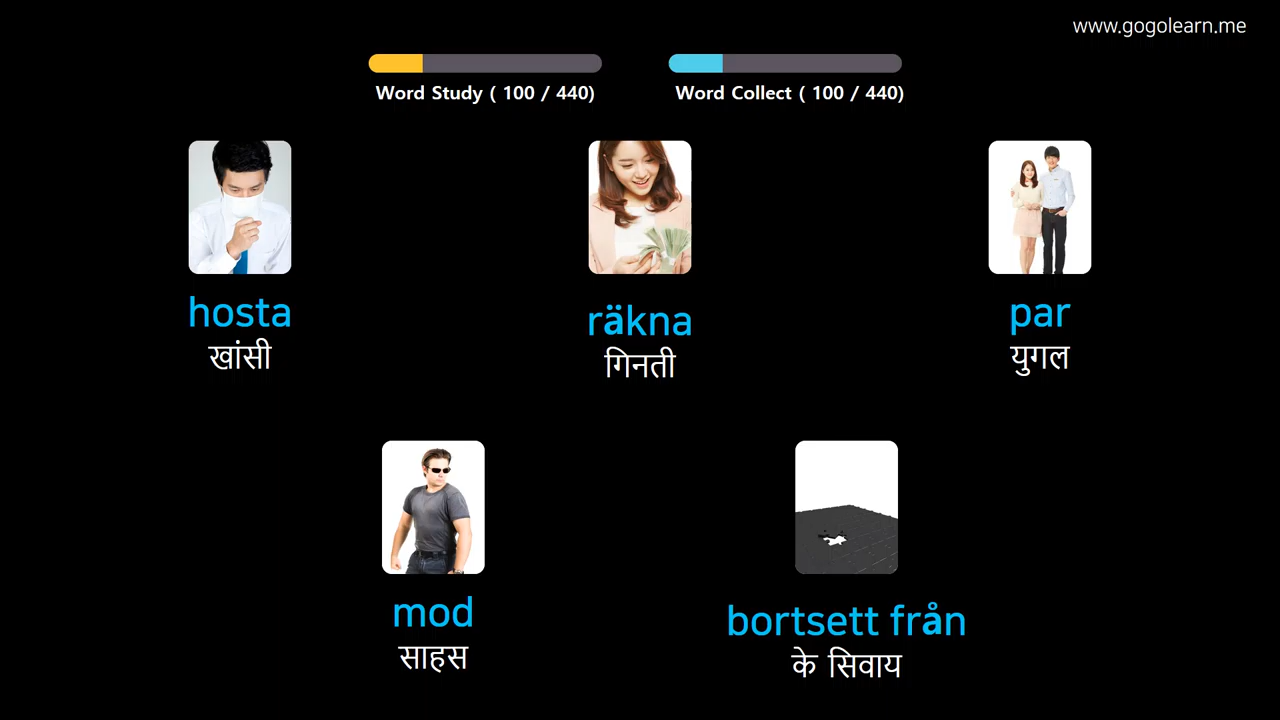 www.gogolearn.me
Word Study ( 100 / 440)
Word Collect ( 100 / 440)
hosta
खांसी
räkna
गिनती
par
युगल
mod
साहस
bortsett från
के सिवाय